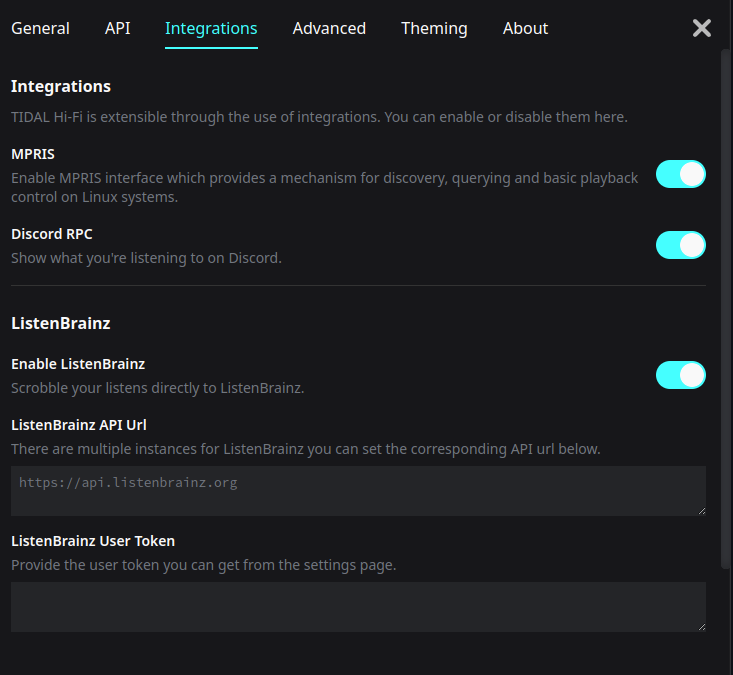 General API Integrations Advanced Theming About
Integrations
TIDAL Hi-Fi is extensible through the use of integrations. You can enable or disable them here.
MPRIS
Enable MPRIS interface which provides a mechanism for discovery, querying and basic playback
control on Linux systems.
Discord RPC
Show what you're listening to on Discord.
ListenBrainz
Enable ListenBrainz
Scrobble your listens directly to ListenBrainz.
ListenBrainz API Url
There are multiple instances for ListenBrainz you can set the corresponding API url below.
https://api.listenbrainz.org
ListenBrainz User Token
Provide the user token you can get from the settings page.